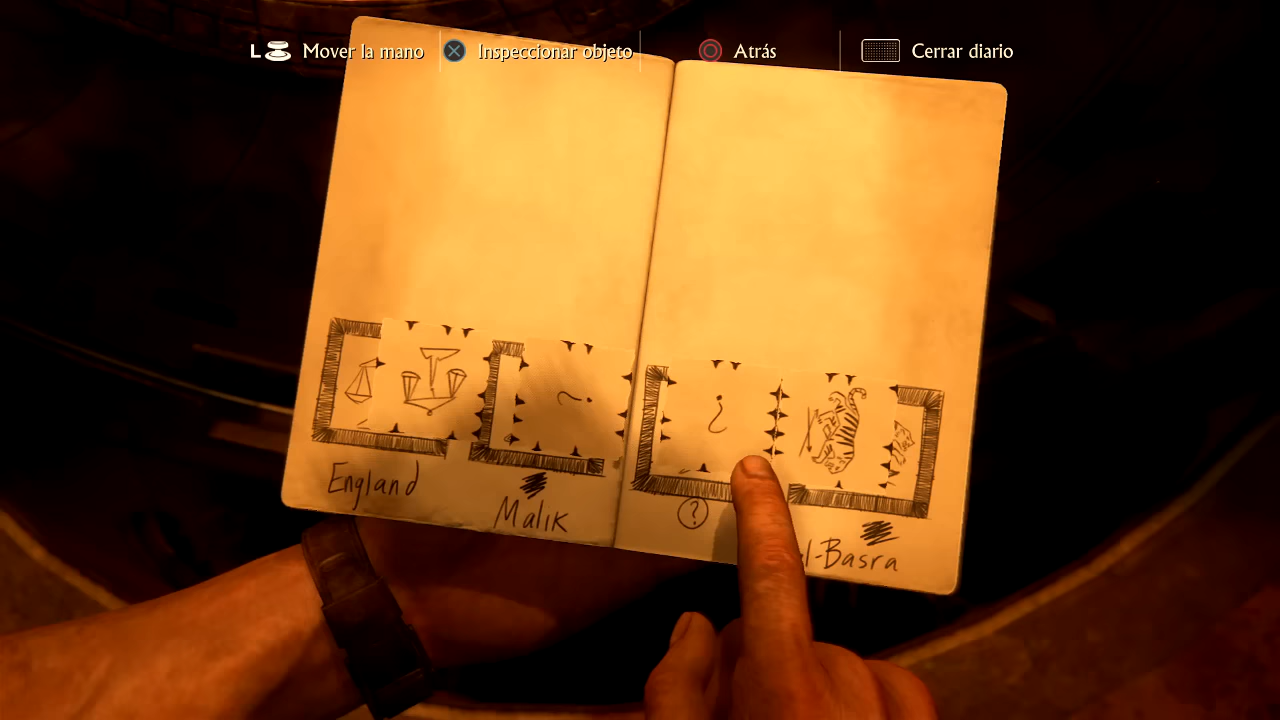 L Mover la mano Inspeccionar objeto Atrás Cerrar diario
?
England
Malik
?
l-Basra